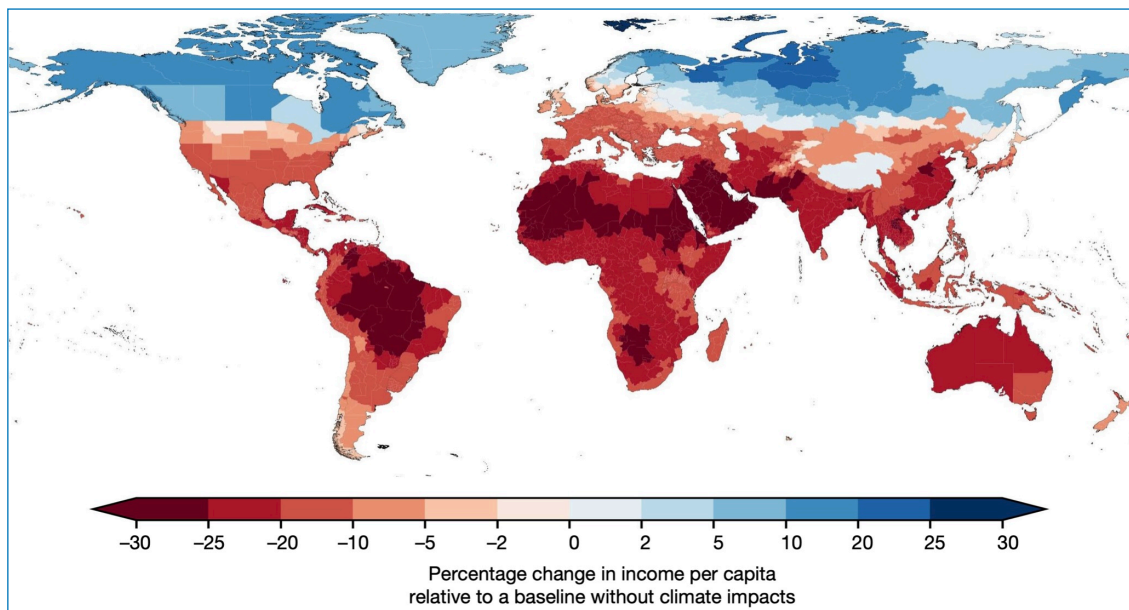 –30 –25 –20 –10 –5 –2 0 2 5 10 20 25 30
Percentage change in income per capita
relative to a baseline without climate impacts